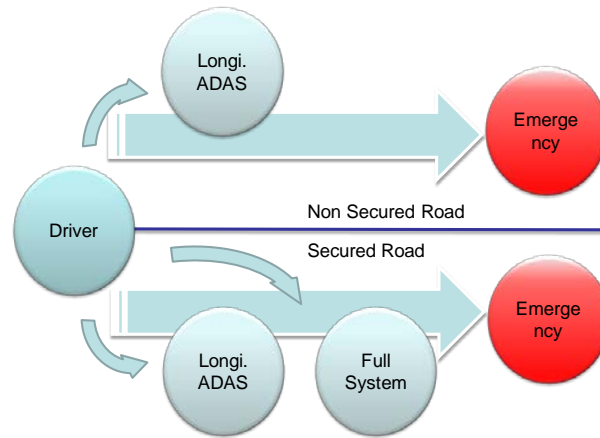 Longi.
ADAS
Emerge
ncy
Non Secured Road
Driver
Secured Road
Emerge
ncy
Longi.
ADAS
Full
System